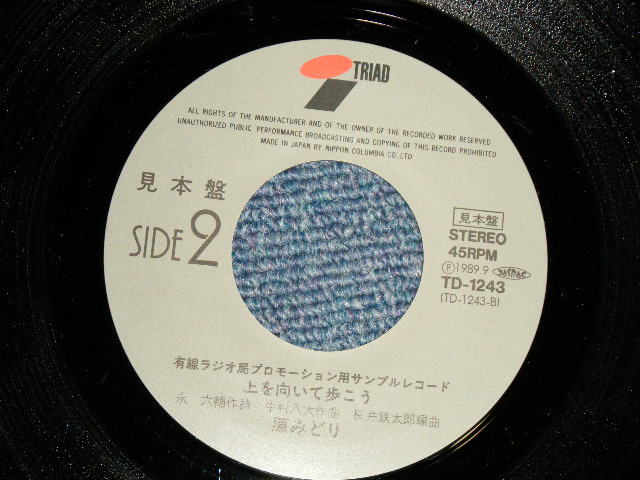 TRIAD
ALL RIGHTS OF THE MANUFACTURER AND OF THE OWNER OF THE RECORDED WORK RESERVED
UNAUTHORIZED PUBLIC PERFORMANCE BROADCASTING AND COPYING OF THIS RECORD PROHIBITED
MADE IN JAPAN BY NIPPON COLUMBIA CO., LTD
見本盤
SIDE 2
見本盤
STEREO
45RPM
Ⓟ1989.9
TD-1243
(TD-1243-B)
有線ラジオ局プロモーション用サンプルレコード
上を向いて歩こう
永 六輔作詩 中村八大作曲 桜井鉄太郎編曲
みどり